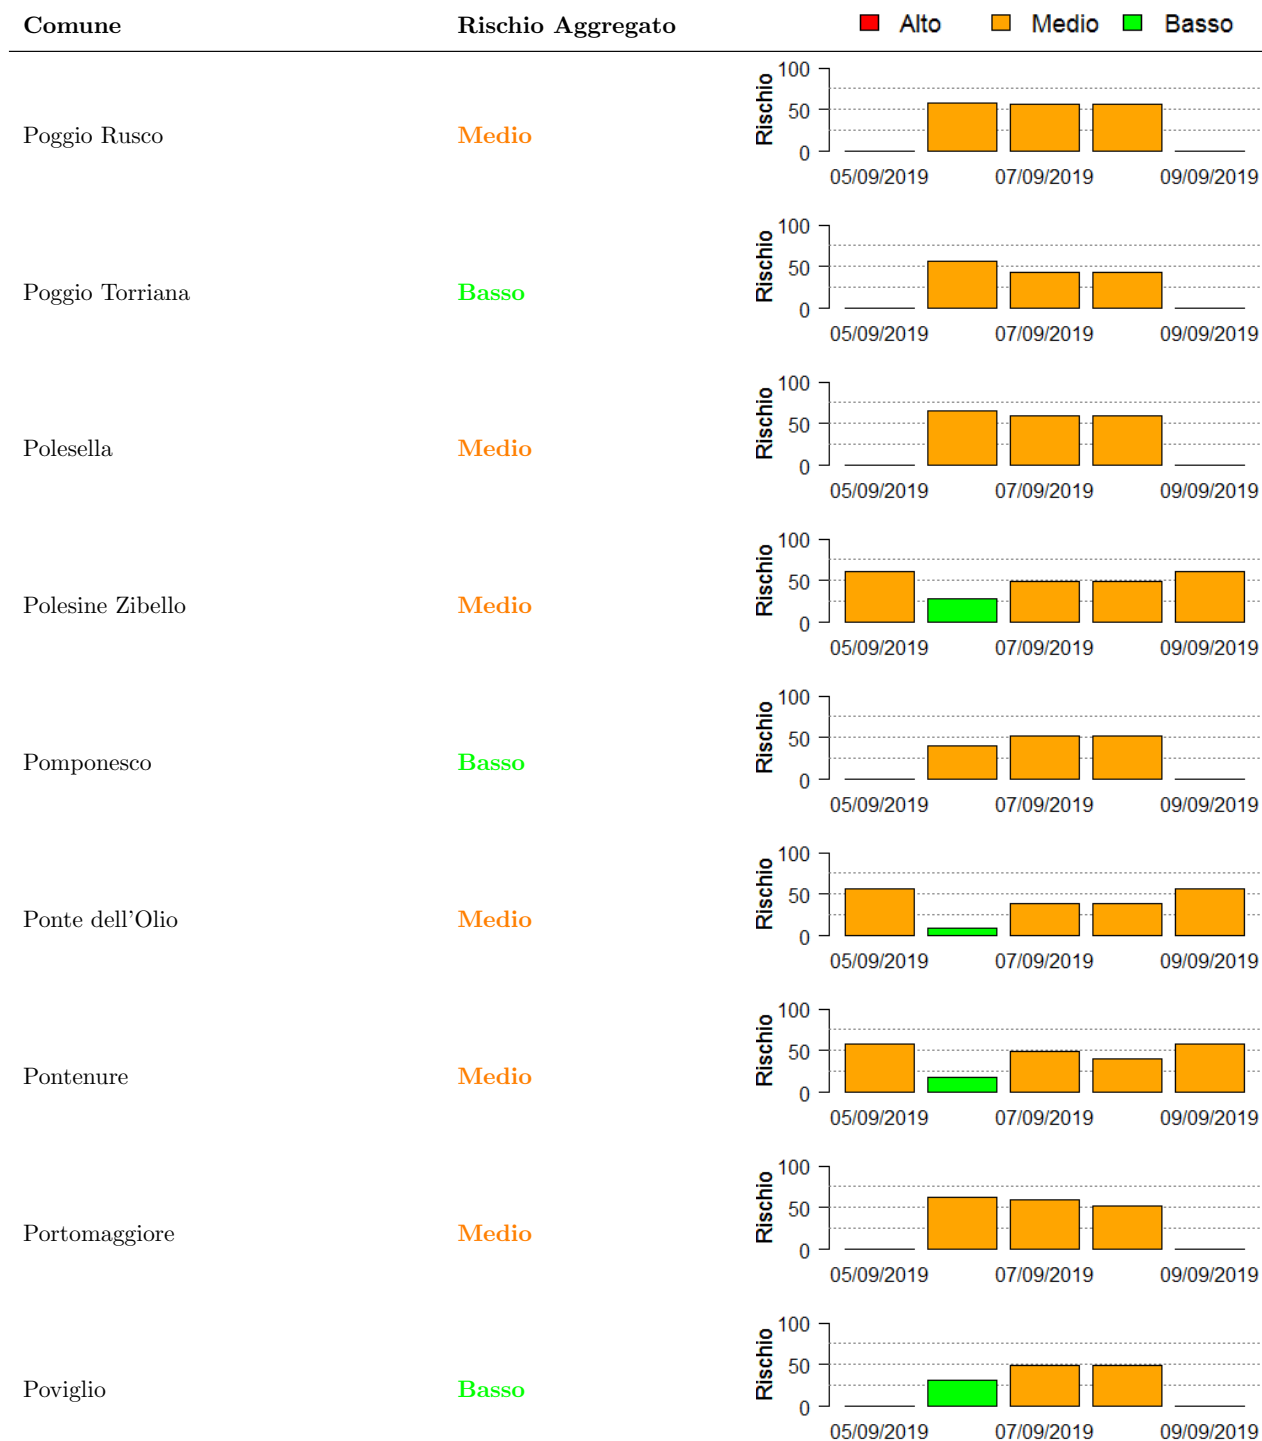 Comune Rischio Aggregato Alto Medio Basso
Poggio Rusco Medio Rischio 100 50 0
05/09/2019 07/09/2019 09/09/2019
Poggio Torriana Basso Rischio 100 50 0
05/09/2019 07/09/2019 09/09/2019
Polesella Medio Rischio 100 50 0
05/09/2019 07/09/2019 09/09/2019
Polesine Zibello Medio Rischio 100 50 0
05/09/2019 07/09/2019 09/09/2019
Pomponesco Basso Rischio 100 50 0
05/09/2019 07/09/2019 09/09/2019
Ponte dell'Olio Medio Rischio 100 50 0
05/09/2019 07/09/2019 09/09/2019
Pontenure Medio Rischio 100 50 0
05/09/2019 07/09/2019 09/09/2019
Portomaggiore Medio Rischio 100 50 0
05/09/2019 07/09/2019 09/09/2019
Poviglio Basso Rischio 100 50 0
05/09/2019 07/09/2019 09/09/2019